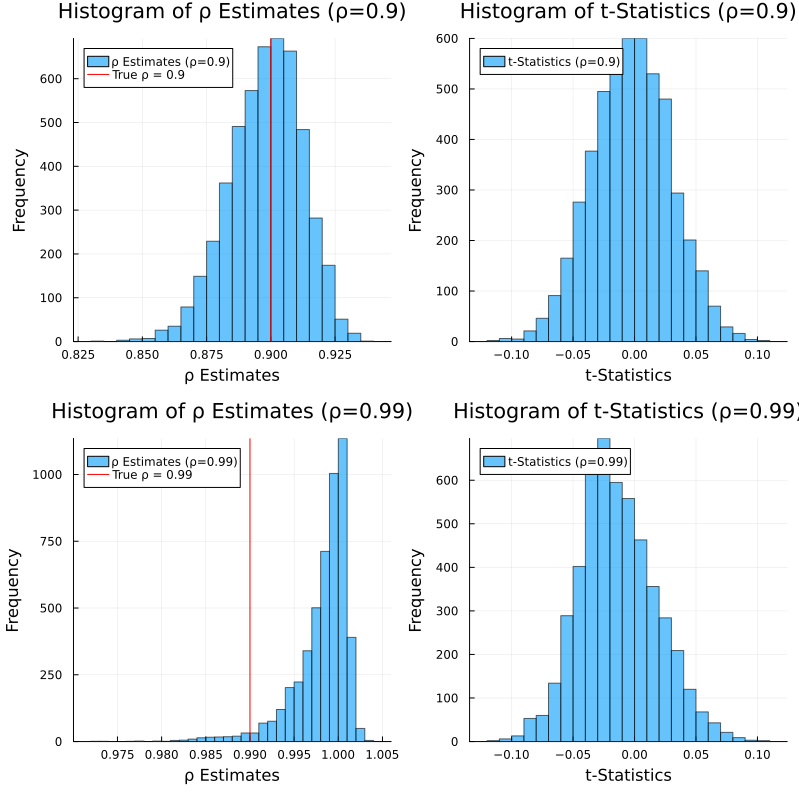 Histogram of ρ Estimates (ρ=0.9)
Frequency
600
500
400
300
200
100
0
ρ Estimates (ρ=0.9)
True ρ = 0.9
0.825 0.850 0.875 0.900 0.925
ρ Estimates
Histogram of t-Statistics (ρ=0.9)
Frequency
600
500
400
300
200
100
0
t-Statistics (ρ=0.9)
−0.10 −0.05 0.00 0.05 0.10
t-Statistics
Histogram of ρ Estimates (ρ=0.99)
Frequency
1000
750
500
250
0
ρ Estimates (ρ=0.99)
True ρ = 0.99
0.975 0.980 0.985 0.990 0.995 1.000 1.005
ρ Estimates
Histogram of t-Statistics (ρ=0.99)
Frequency
600
500
400
300
200
100
0
t-Statistics (ρ=0.99)
−0.10 −0.05 0.00 0.05 0.10
t-Statistics